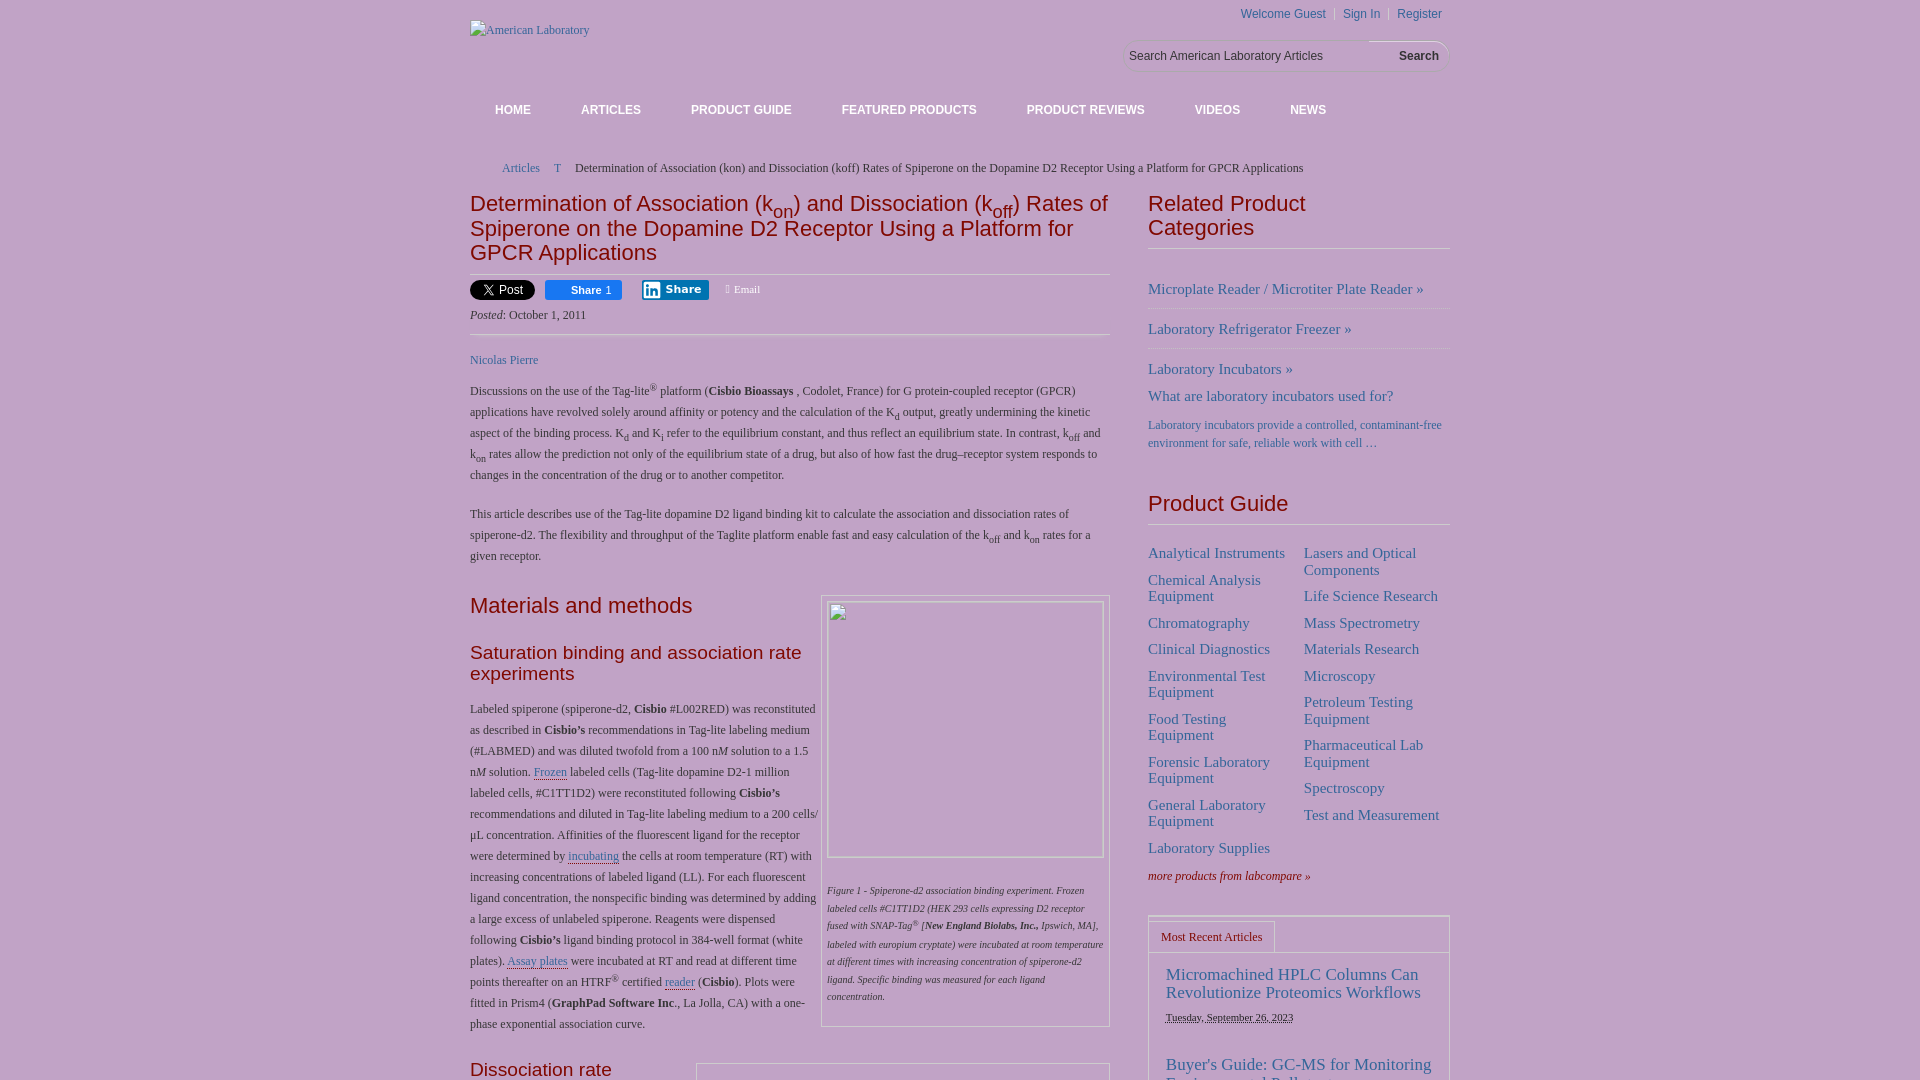 Welcome Guest Sign In Register
American Laboratory
Search American Laboratory Articles Search
HOME ARTICLES PRODUCT GUIDE FEATURED PRODUCTS PRODUCT REVIEWS VIDEOS NEWS
Articles T Determination of Association (kon) and Dissociation (koff) Rates of Spiperone on the Dopamine D2 Receptor Using a Platform for GPCR Applications
Determination of Association (kon) and Dissociation (koff) Rates of
Spiperone on the Dopamine D2 Receptor Using a Platform for
GPCR Applications
Post Share 1 Share Email
Posted: October 1, 2011
Nicolas Pierre
Discussions on the use of the Tag-lite® platform (Cisbio Bioassays , Codolet, France) for G protein-coupled receptor (GPCR)
applications have revolved solely around affinity or potency and the calculation of the Kd output, greatly undermining the kinetic
aspect of the binding process. Kd and Ki refer to the equilibrium constant, and thus reflect an equilibrium state. In contrast, koff and
kon rates allow the prediction not only of the equilibrium state of a drug, but also of how fast the drug–receptor system responds to
changes in the concentration of the drug or to another competitor.
This article describes use of the Tag-lite dopamine D2 ligand binding kit to calculate the association and dissociation rates of
spiperone-d2. The flexibility and throughput of the Taglite platform enable fast and easy calculation of the koff and kon rates for a
given receptor.
Materials and methods
Saturation binding and association rate
experiments
Labeled spiperone (spiperone-d2, Cisbio #L002RED) was reconstituted
as described in Cisbio’s recommendations in Tag-lite labeling medium
(#LABMED) and was diluted twofold from a 100 nM solution to a 1.5
nM solution. Frozen labeled cells (Tag-lite dopamine D2-1 million
labeled cells, #C1TT1D2) were reconstituted following Cisbio’s
recommendations and diluted in Tag-lite labeling medium to a 200 cells/
μL concentration. Affinities of the fluorescent ligand for the receptor
were determined by incubating the cells at room temperature (RT) with
increasing concentrations of labeled ligand (LL). For each fluorescent
ligand concentration, the nonspecific binding was determined by adding
a large excess of unlabeled spiperone. Reagents were dispensed
following Cisbio’s ligand binding protocol in 384-well format (white
plates). Assay plates were incubated at RT and read at different time
points thereafter on an HTRF® certified reader (Cisbio). Plots were
fitted in Prism4 (GraphPad Software Inc., La Jolla, CA) with a one-
phase exponential association curve.
Figure 1 - Spiperone-d2 association binding experiment. Frozen
labeled cells #C1TT1D2 (HEK 293 cells expressing D2 receptor
fused with SNAP-Tag® [New England Biolabs, Inc., Ipswich, MA],
labeled with europium cryptate) were incubated at room temperature
at different times with increasing concentration of spiperone-d2
ligand. Specific binding was measured for each ligand
concentration.
Dissociation rate
Related Product
Categories
Microplate Reader / Microtiter Plate Reader »
Laboratory Refrigerator Freezer »
Laboratory Incubators »
What are laboratory incubators used for?
Laboratory incubators provide a controlled, contaminant-free
environment for safe, reliable work with cell …
Product Guide
Analytical Instruments
Chemical Analysis
Equipment
Chromatography
Clinical Diagnostics
Environmental Test
Equipment
Food Testing
Equipment
Forensic Laboratory
Equipment
General Laboratory
Equipment
Laboratory Supplies
Lasers and Optical
Components
Life Science Research
Mass Spectrometry
Materials Research
Microscopy
Petroleum Testing
Equipment
Pharmaceutical Lab
Equipment
Spectroscopy
Test and Measurement
more products from labcompare »
Most Recent Articles
Micromachined HPLC Columns Can
Revolutionize Proteomics Workflows
Tuesday, September 26, 2023
Buyer's Guide: GC-MS for Monitoring